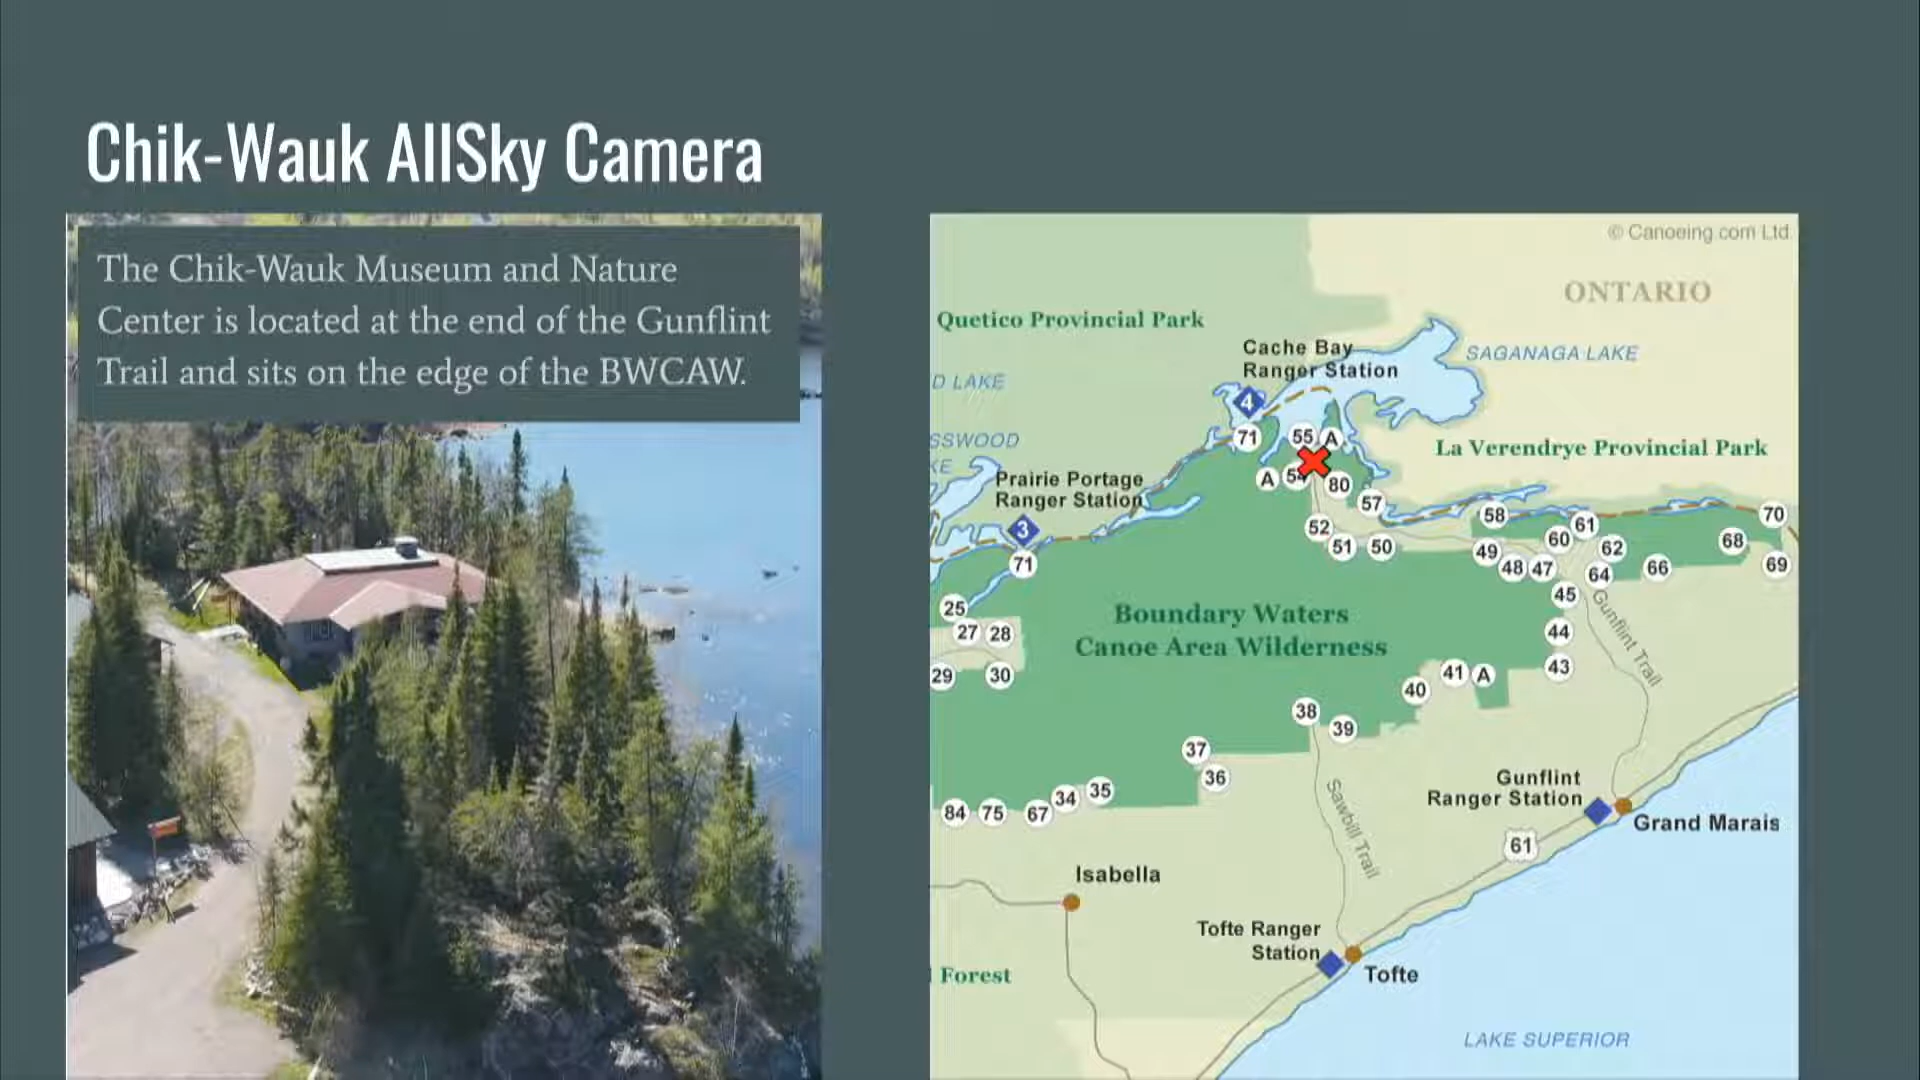 Chik-Wauk AllSky Camera
The Chik-Wauk Museum and Nature
Center is located at the end of the Gunflint
Trail and sits on the edge of the BWCAW.
© Canoeing.com Ltd.
ONTARIO
Quetico Provincial Park
Cache Bay
Ranger Station
SAGANAGA LAKE
D LAKE
4
71
55
A
SSWOOD
KE
La Verendrye Provincial Park
Prairie Portage
Ranger Station
A
54
80
57
58
70
3
71
52
51
50
61
60
62
68
49
48
47
64
66
69
45
Gunflint Trail
25
27
28
29
30
Boundary Waters
Canoe Area Wilderness
44
43
41
A
40
38
39
37
36
35
34
67
75
84
Sawbill Trail
Gunflint
Ranger Station
Grand Marais
61
Isabella
Tofte Ranger
Station
Tofte
Forest
LAKE SUPERIOR